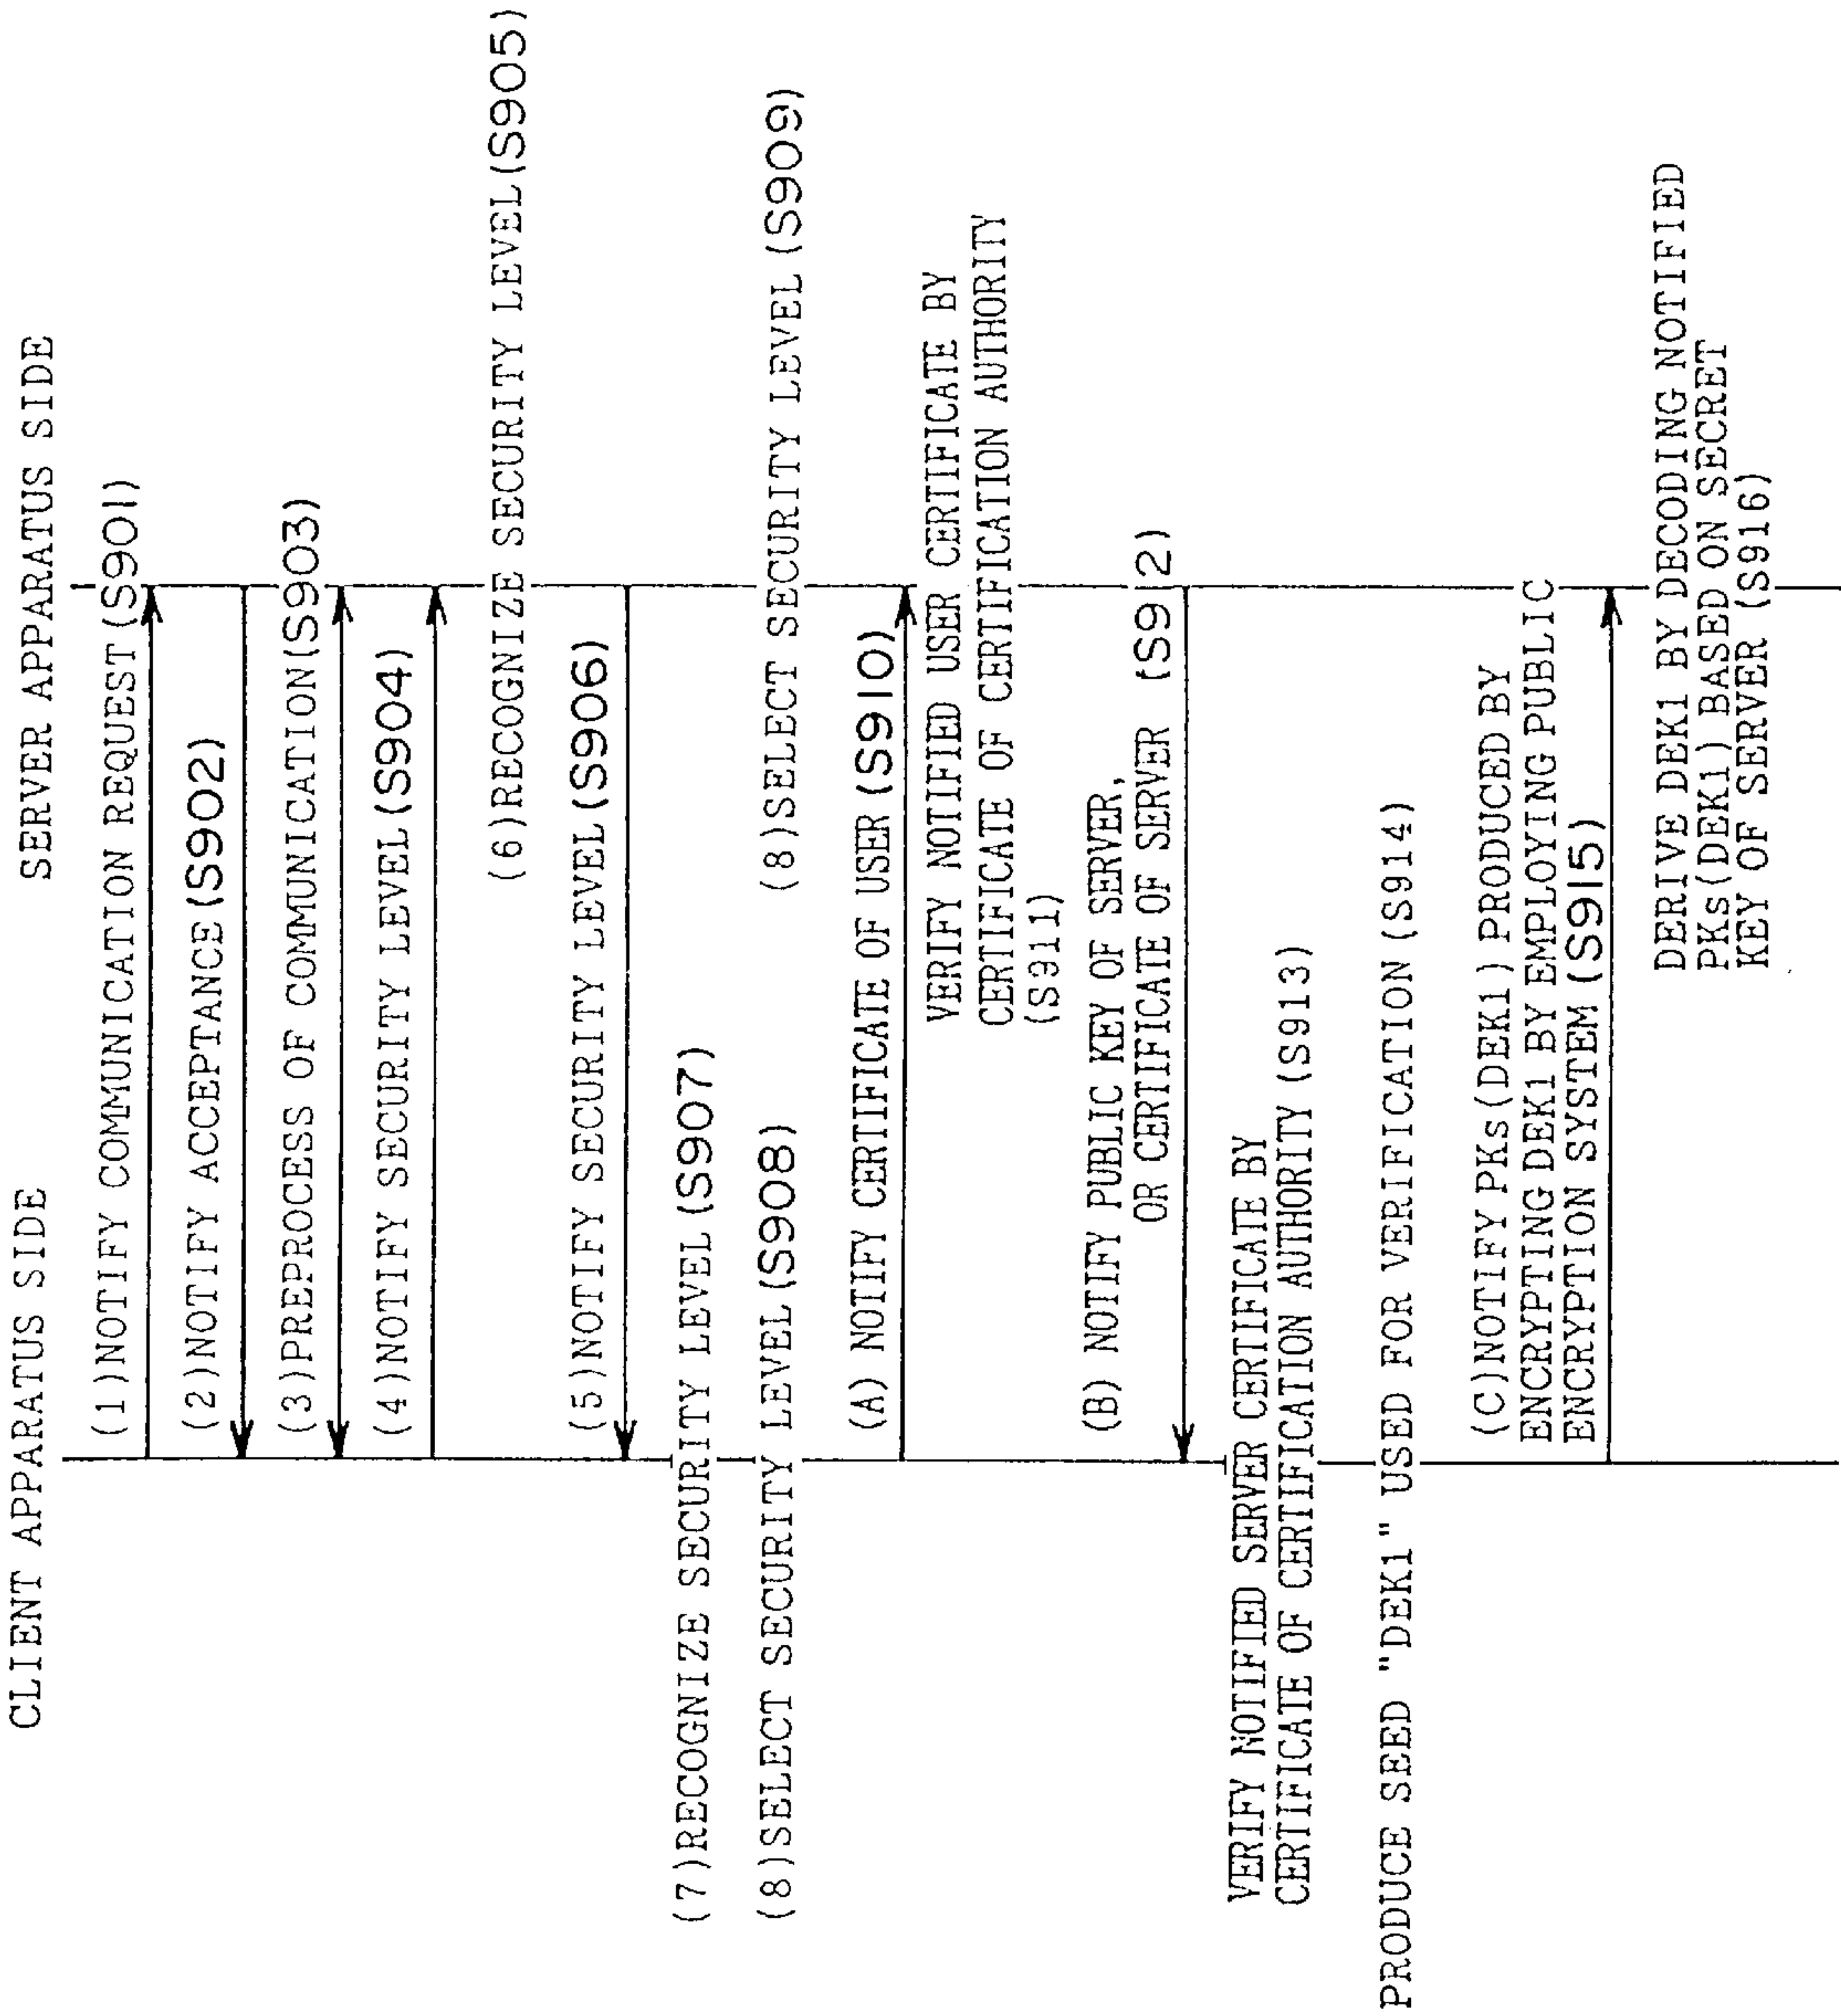 CLIENT APPARATUS SIDE
SERVER APPARATUS SIDE
(1)NOTIFY COMMUNICATION REQUEST(S901)
(2)NOTIFY ACCEPTANCE(S902)
(3)PREPROCESS OF COMMUNICATION(S903)
(4)NOTIFY SECURITY LEVEL(S904)
(6)RECOGNIZE SECURITY LEVEL(S905)
(5)NOTIFY SECURITY LEVEL(S906)
(7)RECOGNIZE SECURITY LEVEL(S907)
(8)SELECT SECURITY LEVEL(S908)
(8)SELECT SECURITY LEVEL(S909)
(A) NOTIFY CERTIFICATE OF USER(S910)
VERIFY NOTIFIED USER CERTIFICATE BY
CERTIFICATE OF CERTIFICATION AUTHORITY
(S911)
(B) NOTIFY PUBLIC KEY OF SERVER,
OR CERTIFICATE OF SERVER (S912)
VERIFY NOTIFIED SERVER CERTIFICATE BY
CERTIFICATE OF CERTIFICATION AUTHORITY (S913)
PRODUCE SEED "DEK1" USED FOR VERIFICATION(S914)
(C)NOTIFY PKs(DEK1) PRODUCED BY
ENCRYPTING DEK1 BY EMPLOYING PUBLIC
ENCRYPTION SYSTEM(S915)
DERIVE DEK1 BY DECODING NOTIFIED
PKs(DEK1) BASED ON SECRET
KEY OF SERVER (S916)